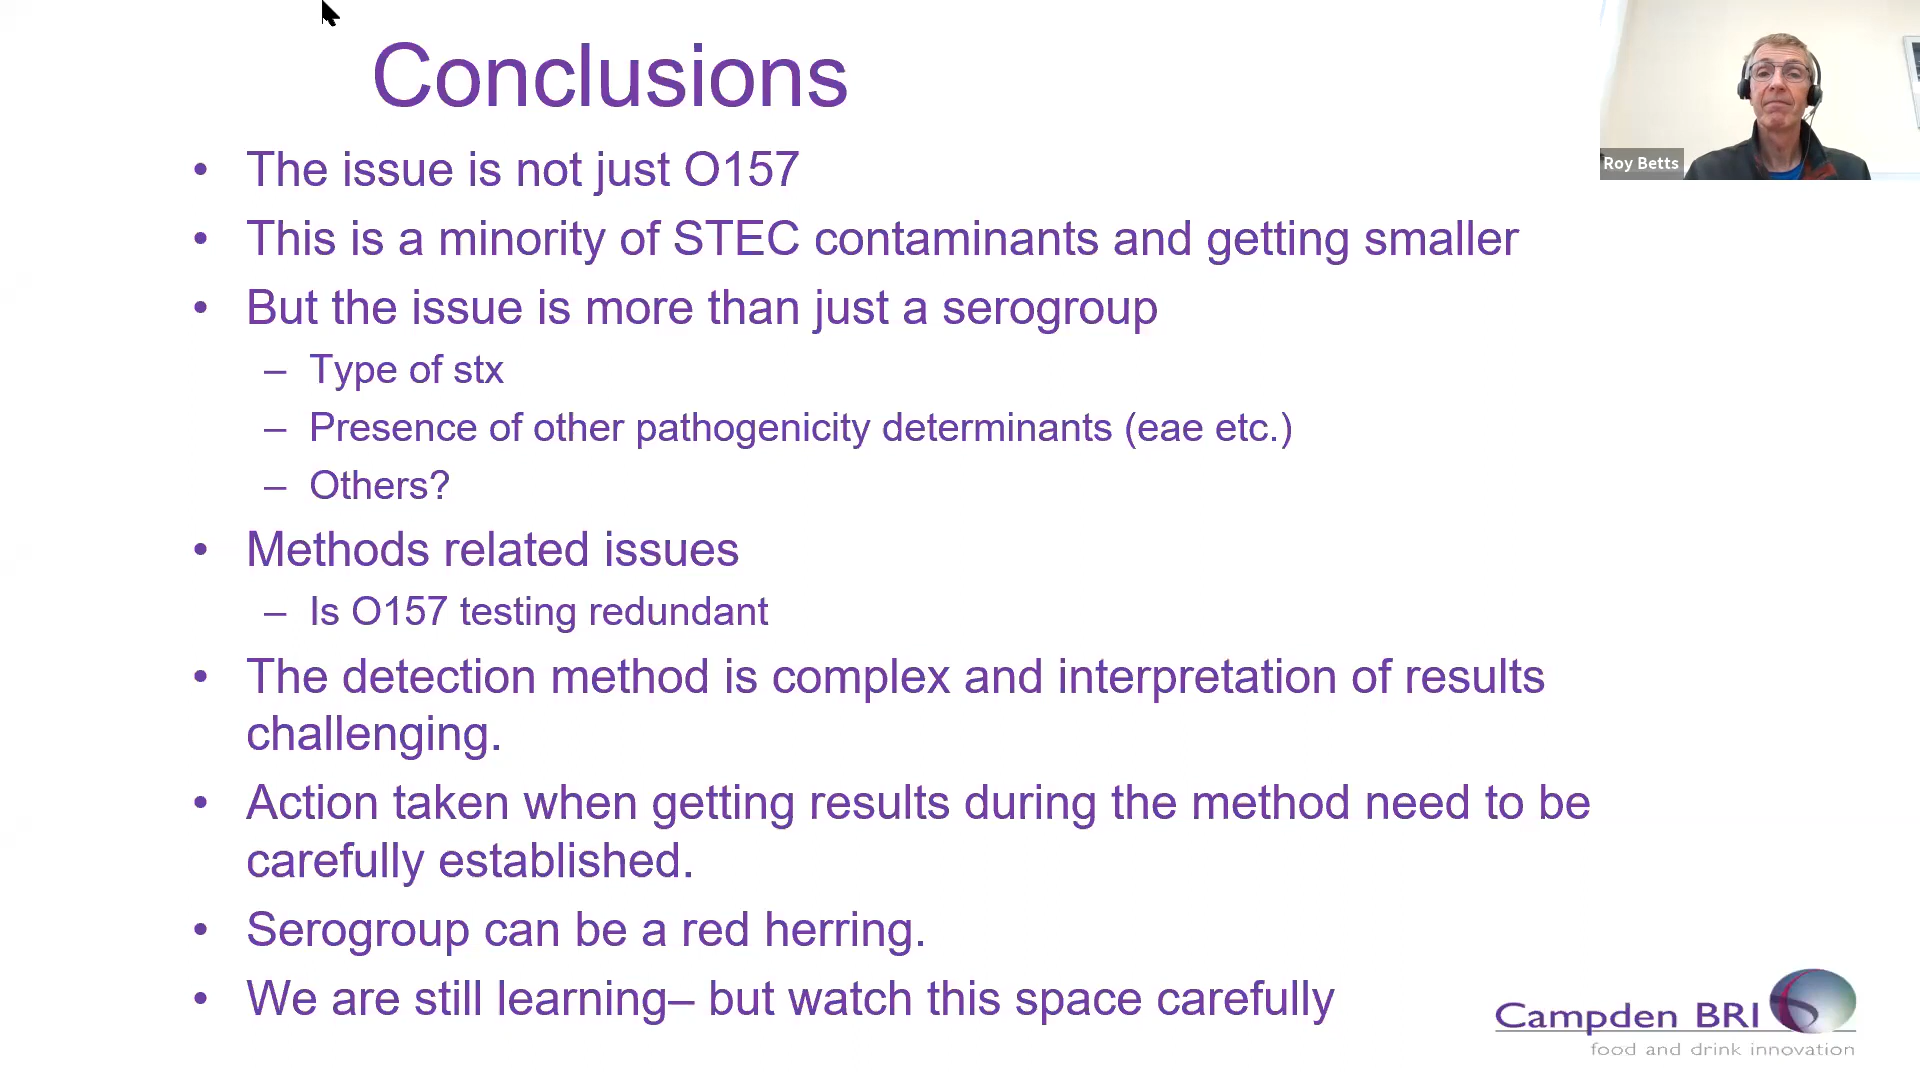 Conclusions
Roy Betts
• The issue is not just O157
• This is a minority of STEC contaminants and getting smaller
• But the issue is more than just a serogroup
– Type of stx
– Presence of other pathogenicity determinants (eae etc.)
– Others?
• Methods related issues
– Is O157 testing redundant
• The detection method is complex and interpretation of results
challenging.
• Action taken when getting results during the method need to be
carefully established.
• Serogroup can be a red herring.
• We are still learning– but watch this space carefully
Campden BRI
food and drink innovation